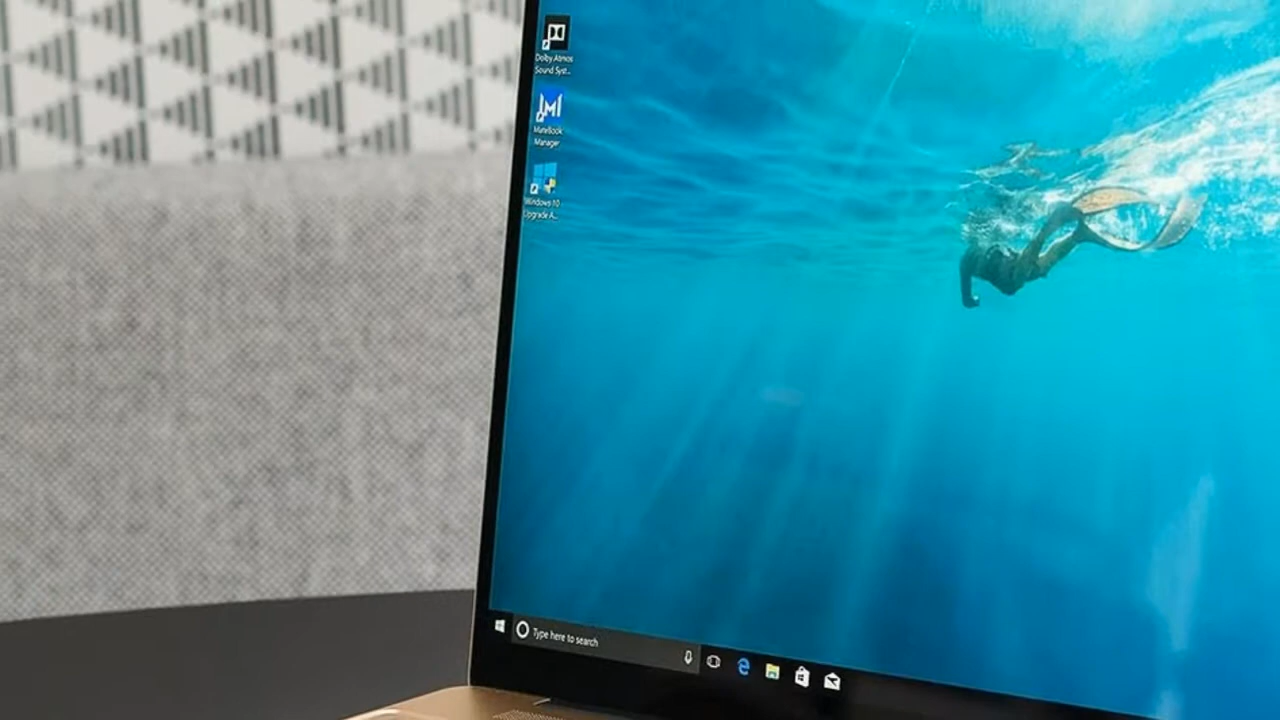 Dolby Atmos
Sound Syst...
MateBook
Manager
Windows 10
Upgrade A...
Type here to search